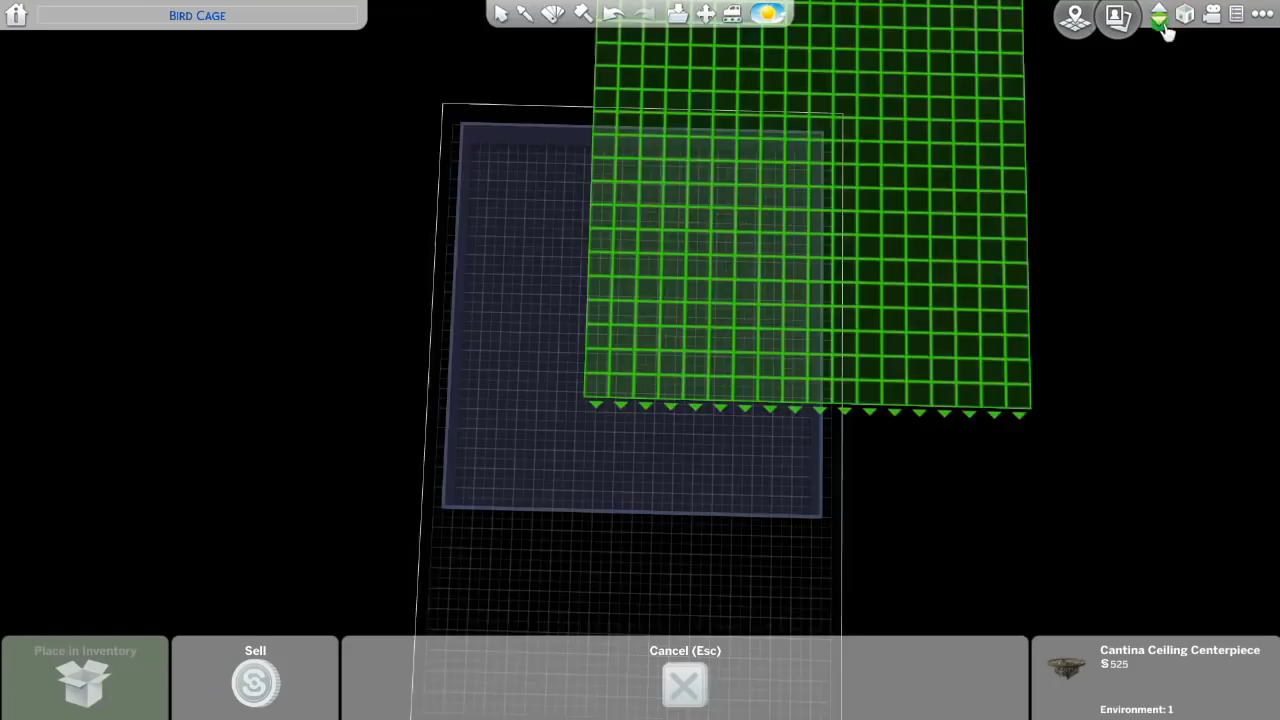 BIRD CAGE
Place in Inventory
Sell
Cancel (Esc)
Cantina Ceiling Centerpiece
§525
Environment: 1